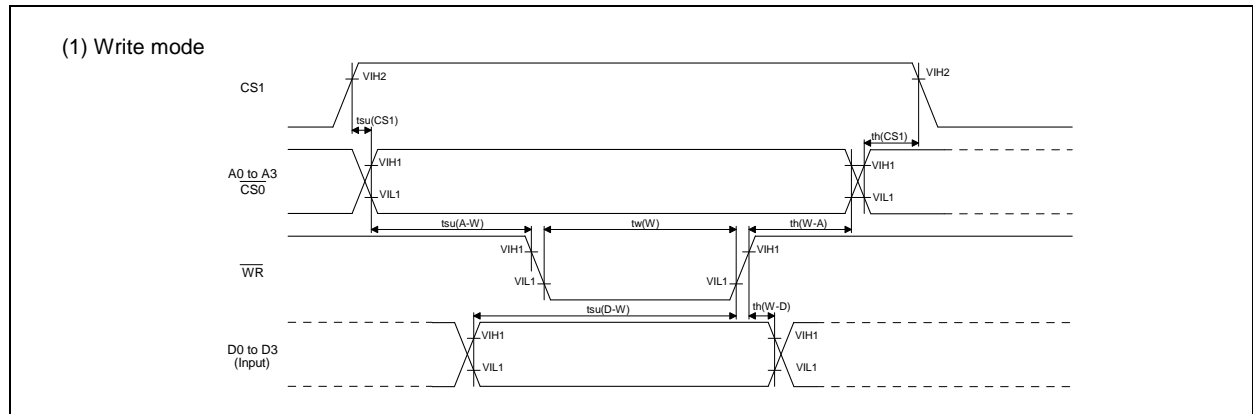 (1) Write mode
CS1
VIH2
VIH2
tsu(CS1)
th(CS1)
A0 to A3
CS0
VIH1
VIL1
VIH1
VIL1
tsu(A-W)
tw(W)
th(W-A)
WR
VIH1
VIL1
VIL1
VIH1
tsu(D-W)
th(W-D)
D0 to D3
(Input)
VIH1
VIL1
VIH1
VIL1